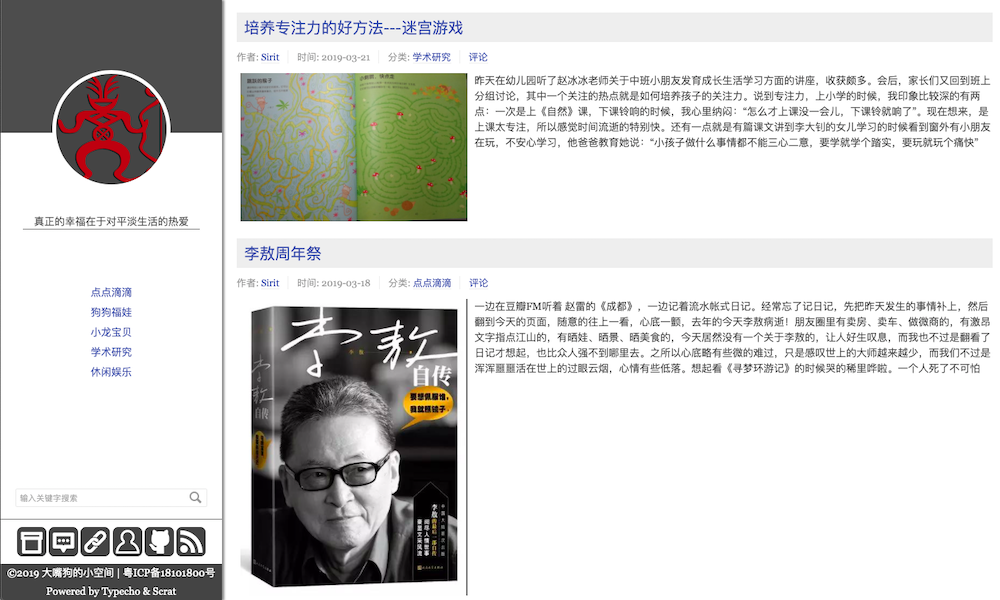 真正的幸福在于对平淡生活的热爱
点点滴滴
狗狗福娃
小龙宝贝
学术研究
休闲娱乐
输入关键字搜索
©2019 大嘴狗的小空间 | 粤ICP备18101800号
Powered by Typecho & Scrat
培养专注力的好方法---迷宫游戏
作者: Sirit 时间: 2019-03-21 分类: 学术研究 评论
昨天在幼儿园听了赵冰冰老师关于中班小朋友发育成长生活学习方面的讲座，收获颇多。会后，家长们又回到班上
分组讨论，其中一个关注的热点就是如何培养孩子的关注力。说到专注力，上小学的时候，我印象比较深的有两
点：一次是上《自然》课，下课铃响的时候，我心里纳闷：“怎么才上课没一会儿，下课铃就响了”。现在想来，是
上课太专注，所以感觉时间流逝的特别快。还有一点就是有篇课文讲到李大钊的女儿学习的时候看到窗外有小朋友
在玩，不安心学习，他爸爸教育她说：“小孩子做什么事情都不能三心二意，要学就学个踏实，要玩就玩个痛快”
李敖周年祭
作者: Sirit 时间: 2019-03-18 分类: 点点滴滴 评论
一边在豆瓣FM听着 赵雷的《成都》，一边记着流水帐式日记。经常忘了记日记，先把昨天发生的事情补上，然后
翻到今天的页面，随意的往上一看，心底一颤，去年的今天李敖病逝！朋友圈里有卖房、卖车、做微商的，有激昂
文字指点江山的，有晒娃、晒景、晒美食的，今天居然没有一个关于李敖的，让人好生叹息，而我也不过是翻看了
日记才想起，也比众人强不到哪里去。之所以心底略有些微的难过，只是感叹世上的大师越来越少，而我们不过是
浑浑噩噩活在世上的过眼云烟，心情有些低落。想起看《寻梦环游记》的时候哭的稀里哗啦。一个人死了不可怕
李敖
自传
要想佩服谁，
我就照镜子。
李敖自传